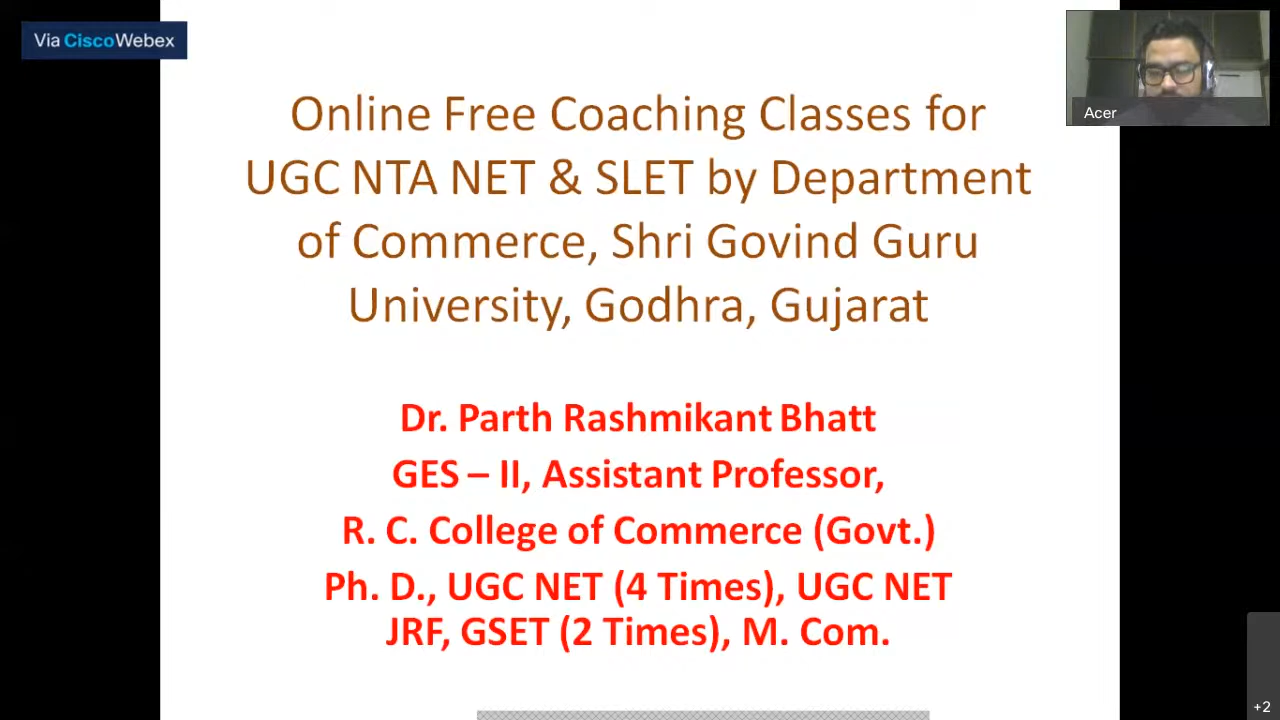 Via CiscoWebex
Acer
Online Free Coaching Classes for
UGC NTA NET & SLET by Department
of Commerce, Shri Govind Guru
University, Godhra, Gujarat
Dr. Parth Rashmikant Bhatt
GES – II, Assistant Professor,
R. C. College of Commerce (Govt.)
Ph. D., UGC NET (4 Times), UGC NET
JRF, GSET (2 Times), M. Com.
+2